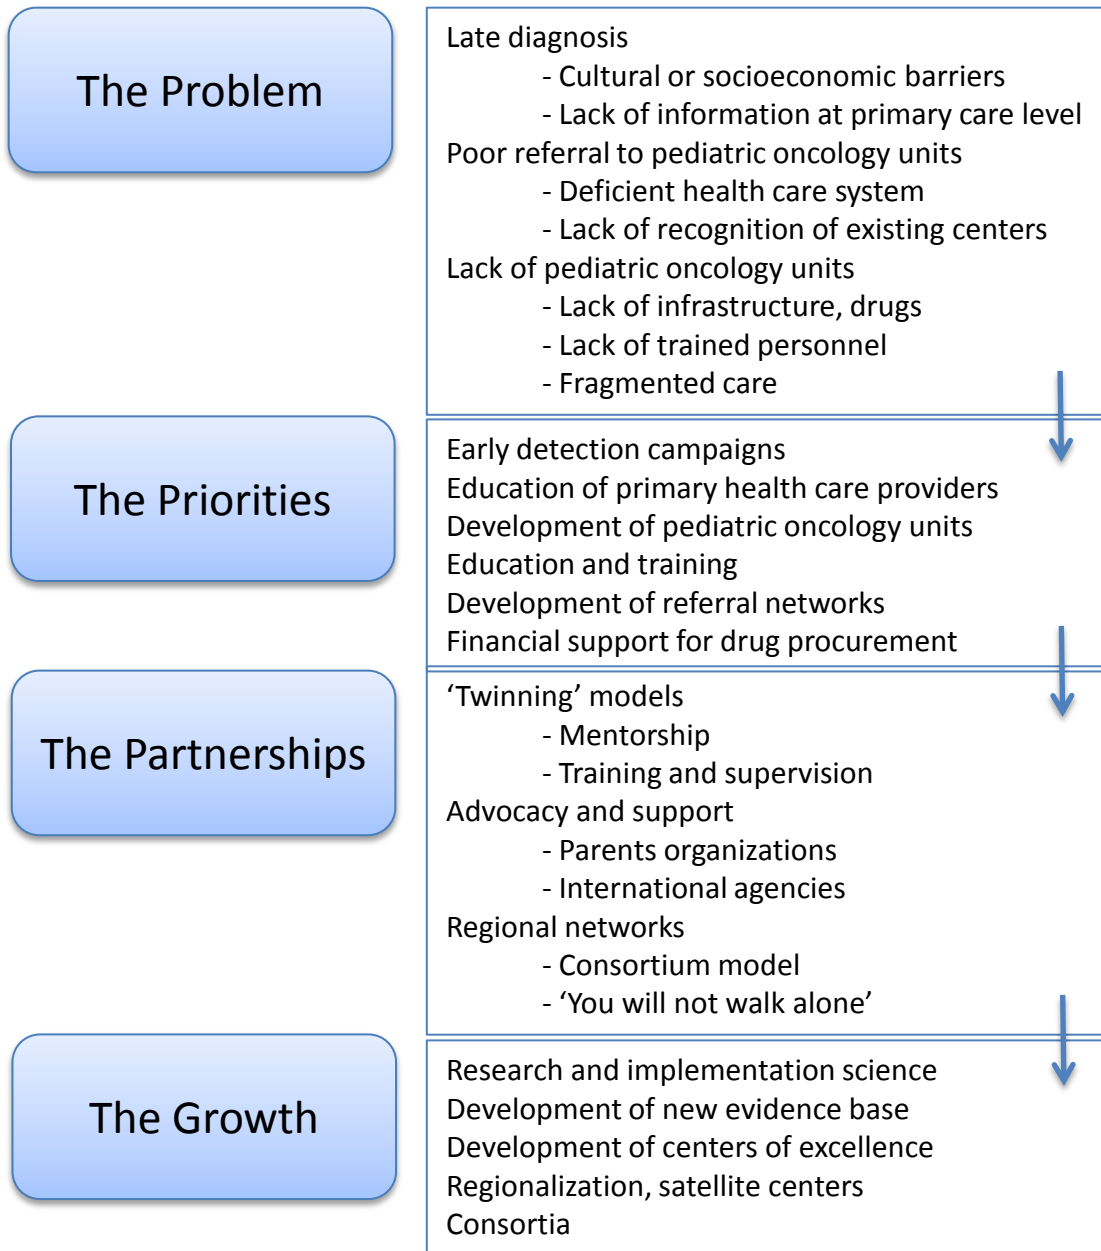 The Problem
Late diagnosis
- Cultural or socioeconomic barriers
- Lack of information at primary care level
Poor referral to pediatric oncology units
- Deficient health care system
- Lack of recognition of existing centers
Lack of pediatric oncology units
- Lack of infrastructure, drugs
- Lack of trained personnel
- Fragmented care
The Priorities
Early detection campaigns
Education of primary health care providers
Development of pediatric oncology units
Education and training
Development of referral networks
Financial support for drug procurement
The Partnerships
‘Twinning’ models
- Mentorship
- Training and supervision
Advocacy and support
- Parents organizations
- International agencies
Regional networks
- Consortium model
- ‘You will not walk alone’
The Growth
Research and implementation science
Development of new evidence base
Development of centers of excellence
Regionalization, satellite centers
Consortia